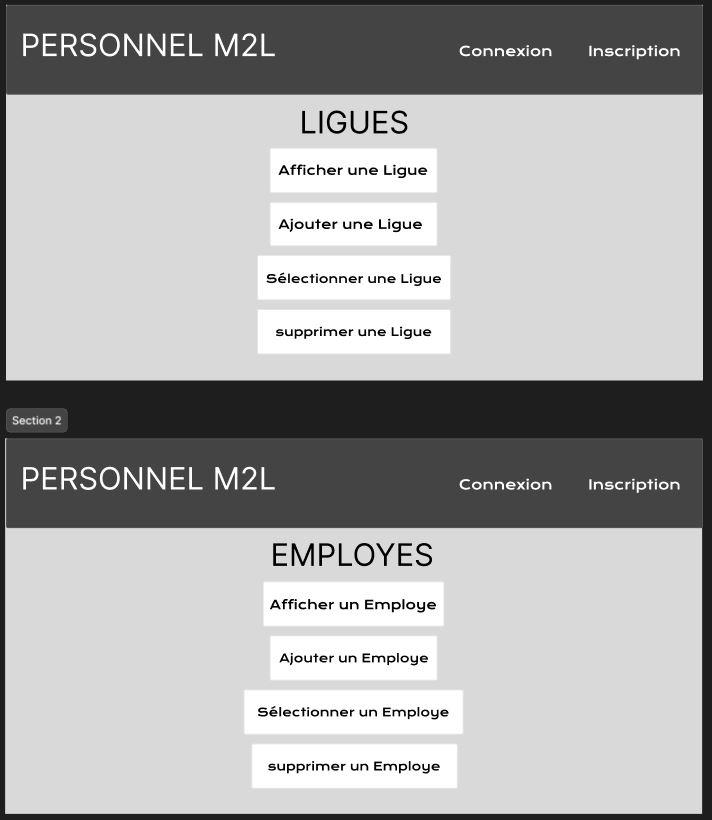 PERSONNEL M2L
Connexion
Inscription
LIGUES
Afficher une Ligue
Ajouter une Ligue
Sélectionner une Ligue
supprimer une Ligue
Section 2
PERSONNEL M2L
Connexion
Inscription
EMPLOYES
Afficher un Employe
Ajouter un Employe
Sélectionner un Employe
supprimer un Employe